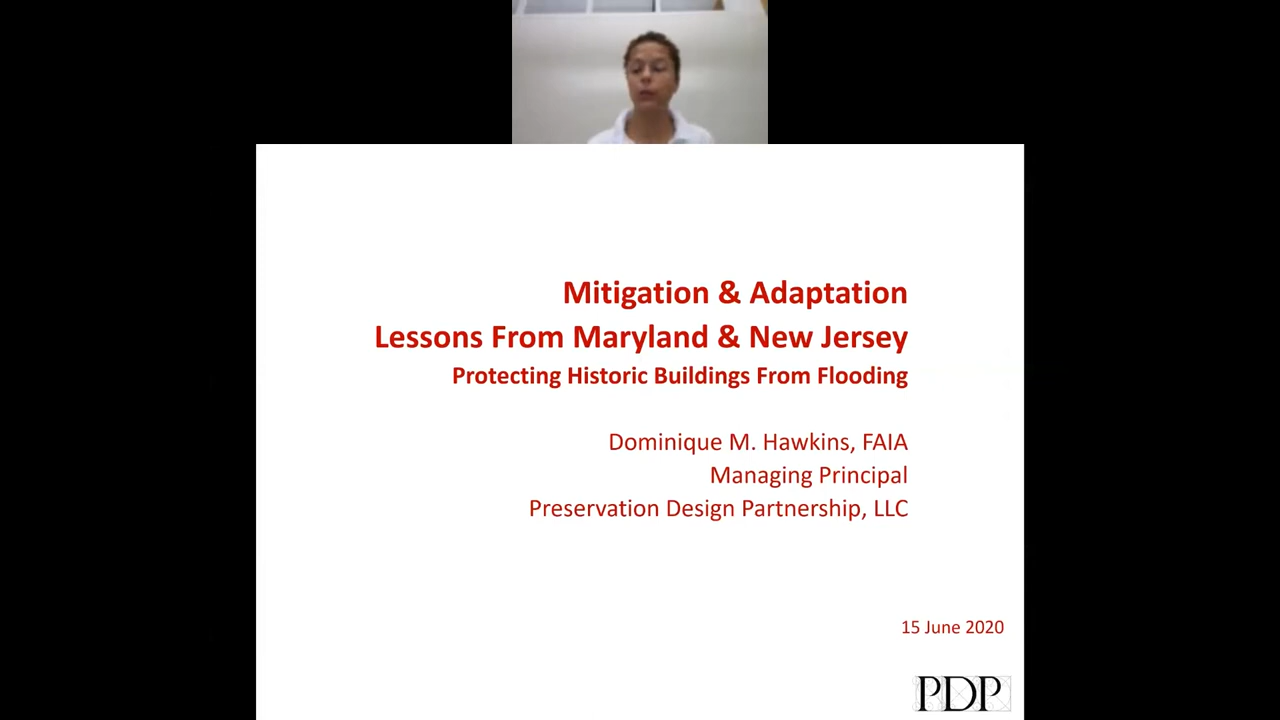 Mitigation & Adaptation
Lessons From Maryland & New Jersey
Protecting Historic Buildings From Flooding
Dominique M. Hawkins, FAIA
Managing Principal
Preservation Design Partnership, LLC
15 June 2020
PDP